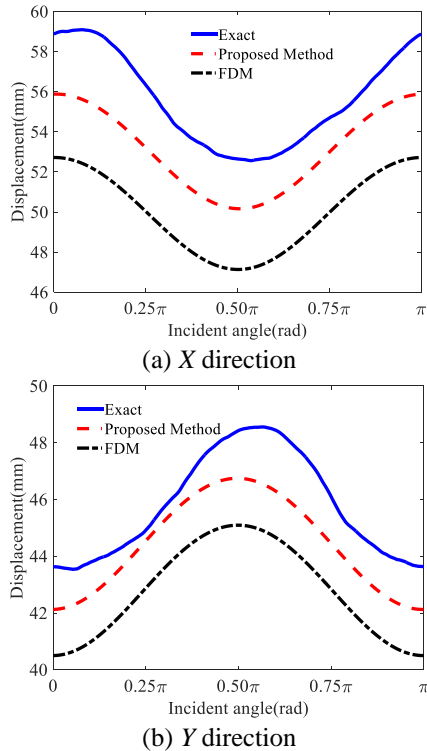 60
58
56
54
52
50
48
46
Displacement(mm)
Exact
Proposed Method
FDM
0 0.25π 0.50π 0.75π π
Incident angle(rad)
(a) X direction
50
48
46
44
42
40
Displacement(mm)
Exact
Proposed Method
FDM
0 0.25π 0.50π 0.75π π
Incident angle(rad)
(b) Y direction